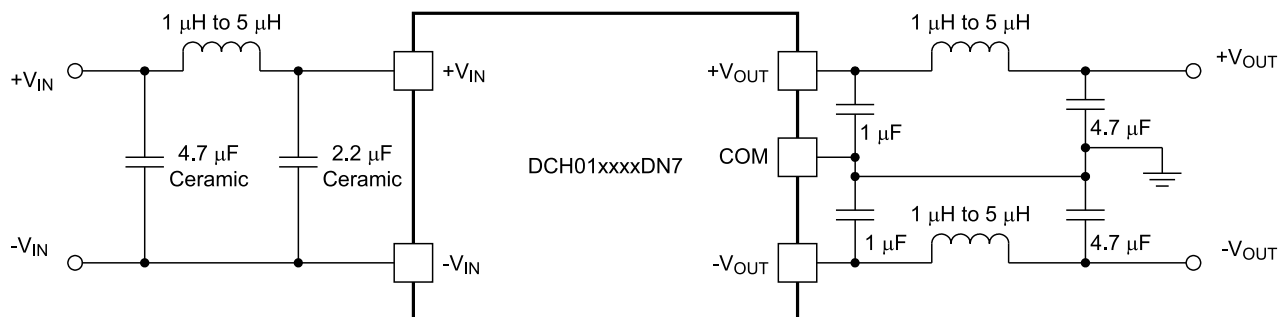 1 μH to 5 μH
1 μH to 5 μH
+VIN
+VIN
+VOUT
+VOUT
1 μF
4.7 μF
4.7 μF
Ceramic
2.2 μF
Ceramic
DCH01xxxxDN7
COM
1 μH to 5 μH
1 μF
4.7 μF
-VIN
-VIN
-VOUT
-VOUT